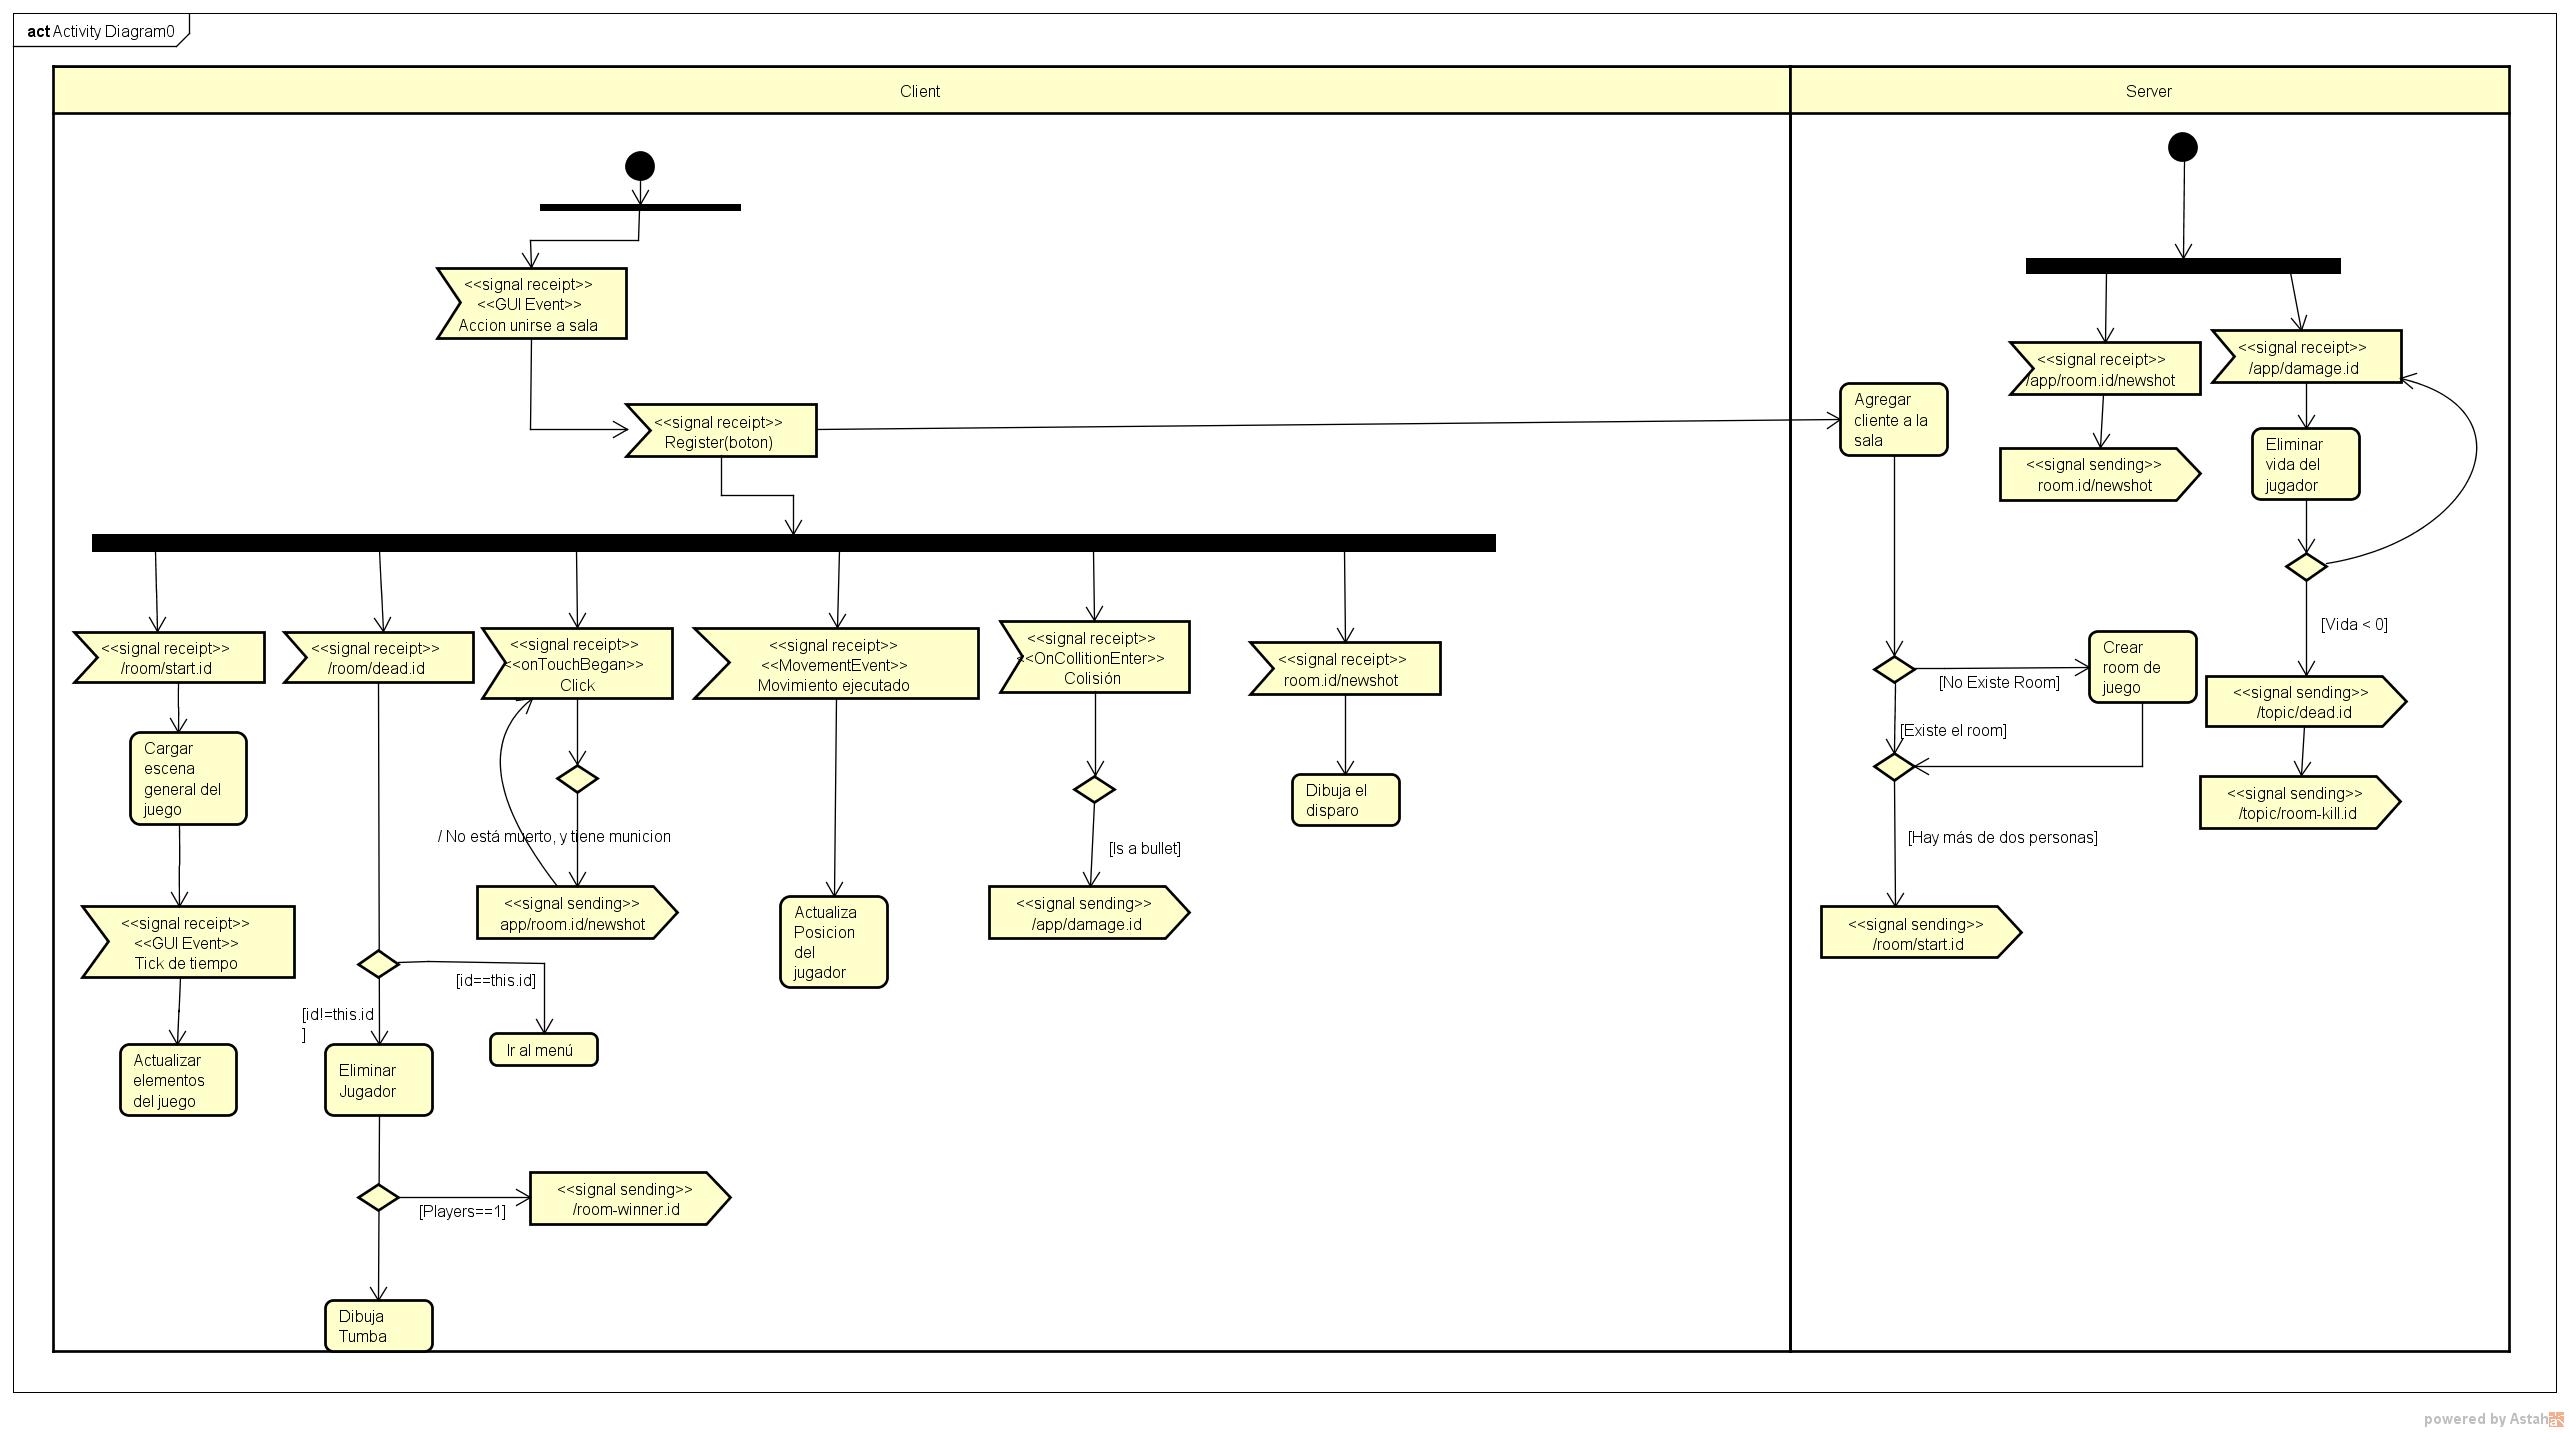 act Activity Diagram0
Client
Server
<<signal receipt>>
<<GUI Event>>
Accion unirse a sala
<<signal receipt>>
Register(boton)
<<signal receipt>>
/room/start.id
Cargar
escena
general del
juego
<<signal receipt>>
<<GUI Event>>
Tick de tiempo
Actualizar
elementos
del juego
<<signal receipt>>
/room/dead.id
[id==this.id]
[id!=this.id
]
Ir al menú
Eliminar
Jugador
[Players==1]
<<signal sending>>
/room-winner.id
Dibuja
Tumba
<<signal receipt>>
<<onTouchBegan>>
Click
/ No está muerto, y tiene municion
<<signal sending>>
app/room.id/newshot
<<signal receipt>>
<<MovementEvent>>
Movimiento ejecutado
Actualiza
Posicion
del
jugador
<<signal receipt>>
<<OnCollitionEnter>>
Colisión
[Is a bullet]
<<signal sending>>
/app/damage.id
<<signal receipt>>
room.id/newshot
Dibuja el
disparo
Agregar
cliente a la
sala
[No Existe Room]
Crear
room de
juego
[Existe el room]
[Hay más de dos personas]
<<signal sending>>
/room/start.id
<<signal receipt>>
/app/room.id/newshot
<<signal sending>>
room.id/newshot
<<signal receipt>>
/app/damage.id
Eliminar
vida del
jugador
[Vida < 0]
<<signal sending>>
/topic/dead.id
<<signal sending>>
/topic/room-kill.id
powered by Astah